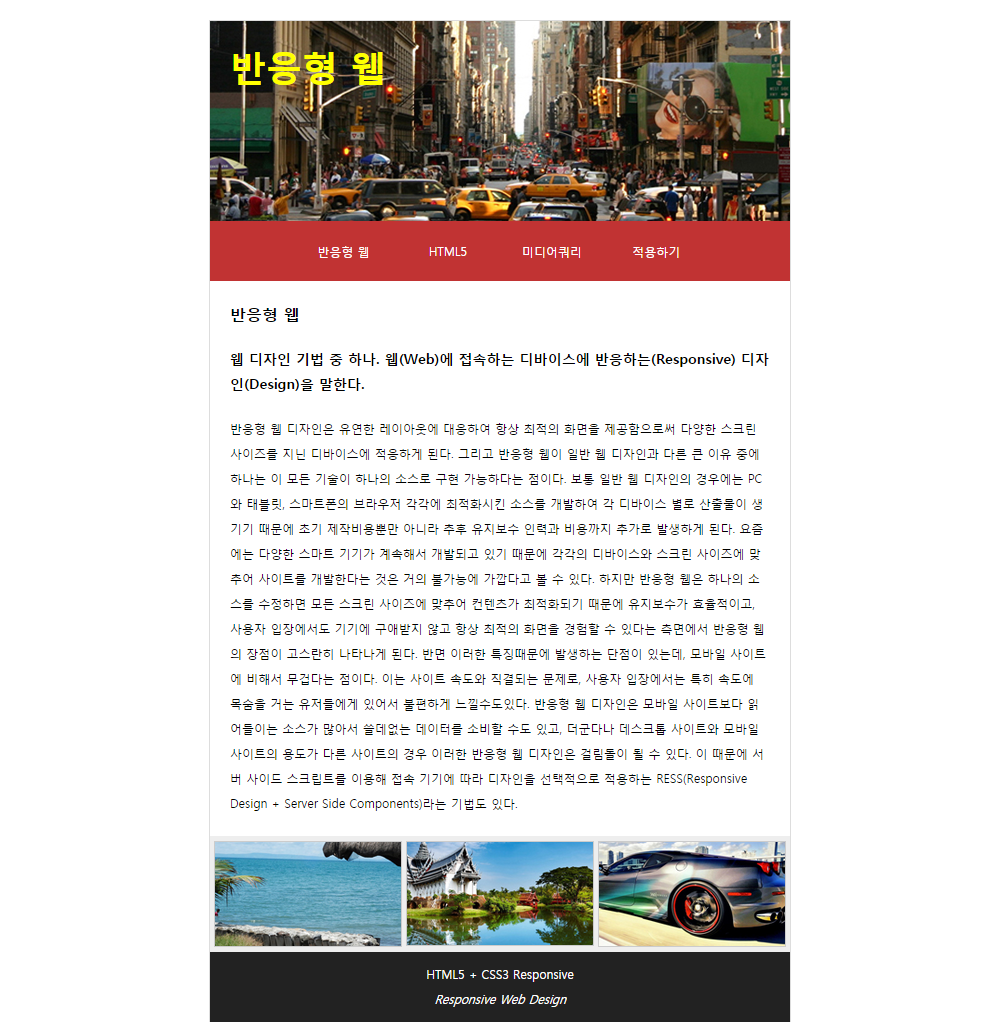 반응형 웹
반응형 웹 HTML5 미디어쿼리 적용하기
반응형 웹
웹 디자인 기법 중 하나. 웹(Web)에 접속하는 디바이스에 반응하는(Responsive) 디자
인(Design)을 말한다.
반응형 웹 디자인은 유연한 레이아웃에 대응하여 항상 최적의 화면을 제공함으로써 다양한 스크린
사이즈를 지닌 디바이스에 적응하게 된다. 그리고 반응형 웹이 일반 웹 디자인과 다른 큰 이유 중에
하나는 이 모든 기술이 하나의 소스로 구현 가능하다는 점이다. 보통 일반 웹 디자인의 경우에는 PC
와 태블릿, 스마트폰의 브라우저 각각에 최적화시킨 소스를 개발하여 각 디바이스 별로 산출물이 생
기기 때문에 초기 제작비용뿐만 아니라 추후 유지보수 인력과 비용까지 추가로 발생하게 된다. 요즘
에는 다양한 스마트 기기가 계속해서 개발되고 있기 때문에 각각의 디바이스와 스크린 사이즈에 맞
추어 사이트를 개발한다는 것은 거의 불가능에 가깝다고 볼 수 있다. 하지만 반응형 웹은 하나의 소
스를 수정하면 모든 스크린 사이즈에 맞추어 컨텐츠가 최적화되기 때문에 유지보수가 효율적이고,
사용자 입장에서도 기기에 구애받지 않고 항상 최적의 화면을 경험할 수 있다는 측면에서 반응형 웹
의 장점이 고스란히 나타나게 된다. 반면 이러한 특징때문에 발생하는 단점이 있는데, 모바일 사이트
에 비해서 무겁다는 점이다. 이는 사이트 속도와 직결되는 문제로, 사용자 입장에서는 특히 속도에
목숨을 거는 유저들에게 있어서 불편하게 느낄수도있다. 반응형 웹 디자인은 모바일 사이트보다 읽
어들이는 소스가 많아서 쓸데없는 데이터를 소비할 수도 있고, 더군다나 데스크톱 사이트와 모바일
사이트의 용도가 다른 사이트의 경우 이러한 반응형 웹 디자인은 걸림돌이 될 수 있다. 이 때문에 서
버 사이드 스크립트를 이용해 접속 기기에 따라 디자인을 선택적으로 적용하는 RESS(Responsive
Design + Server Side Components)라는 기법도 있다.
HTML5 + CSS3 Responsive
Responsive Web Design